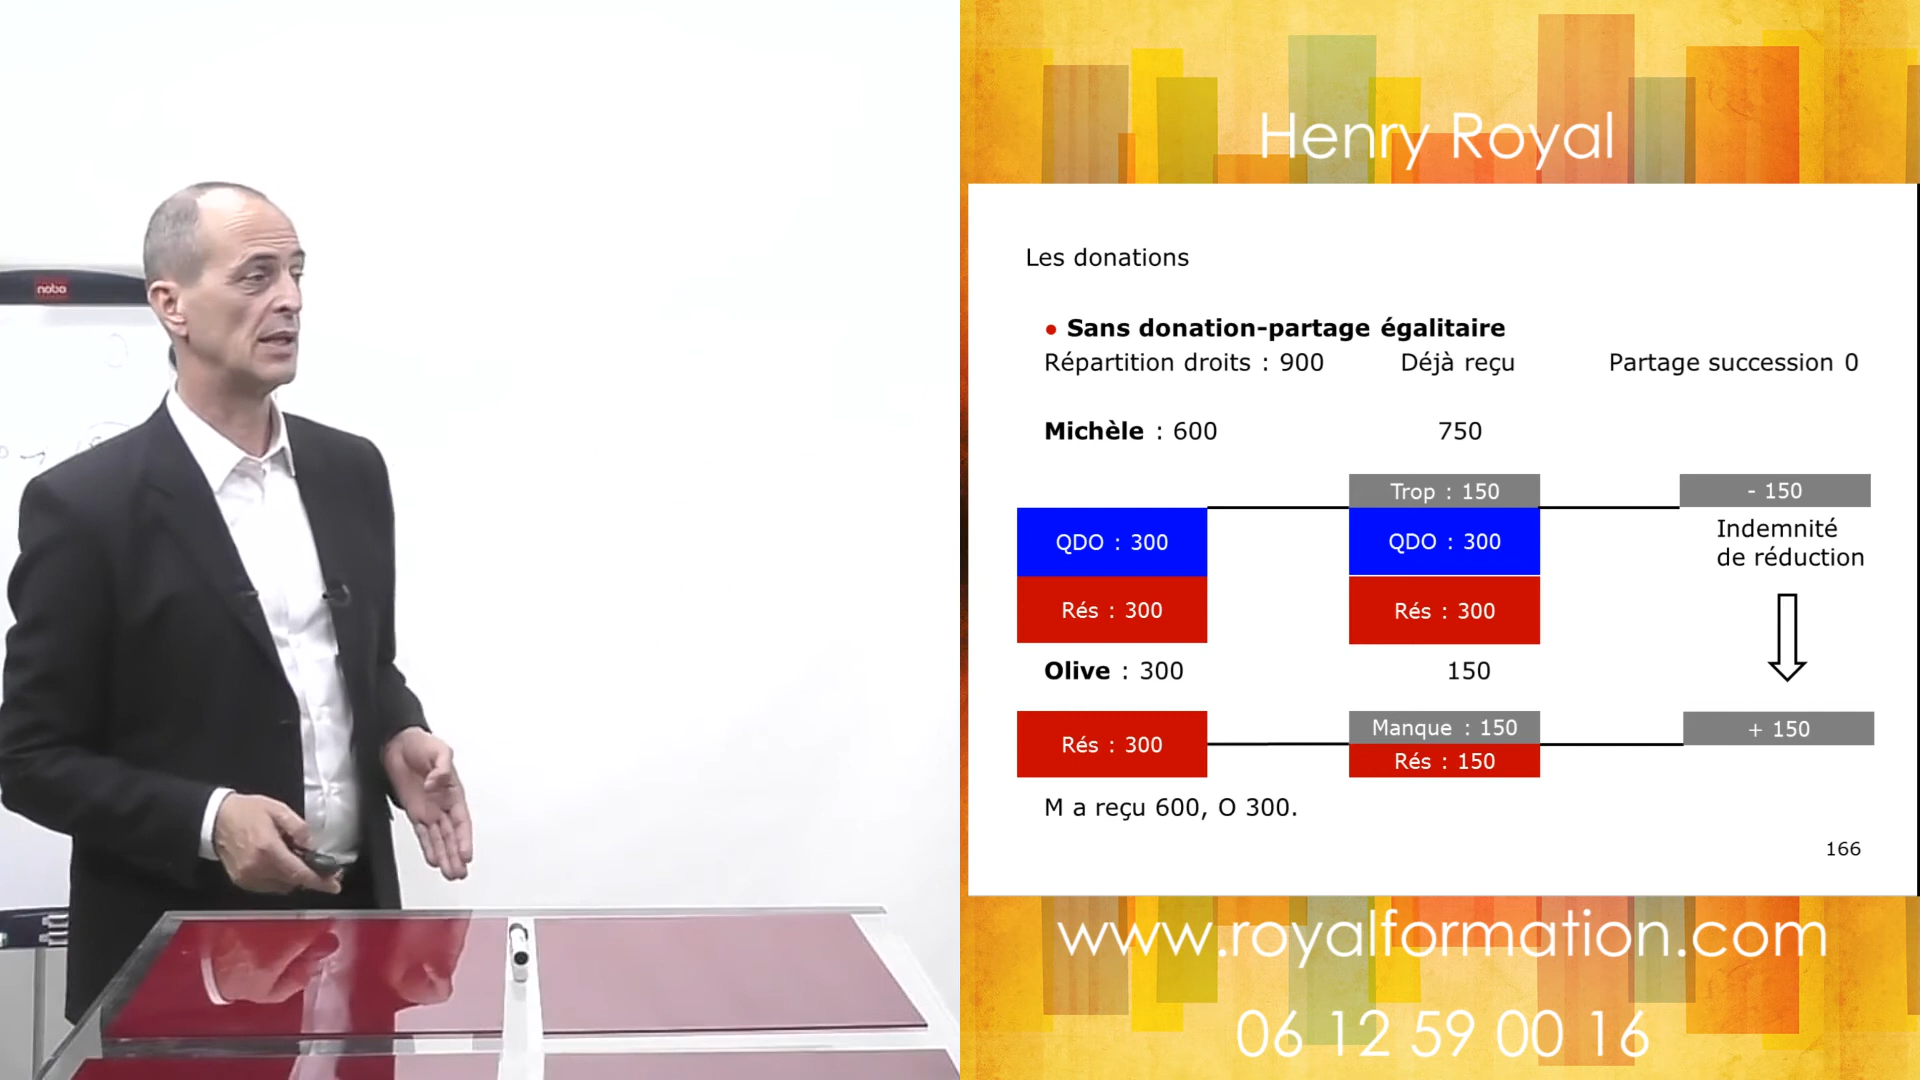 nobo
Henry Royal
Les donations
● Sans donation-partage égalitaire
Répartition droits : 900 Déjà reçu Partage succession 0
Michèle : 600 750
Trop : 150 - 150
QDO : 300 QDO : 300 Indemnité
de réduction
Rés : 300 Rés : 300
Olive : 300 150
Manque : 150 + 150
Rés : 300 Rés : 150
M a reçu 600, O 300.
166
www.royalformation.com
06 12 59 00 16